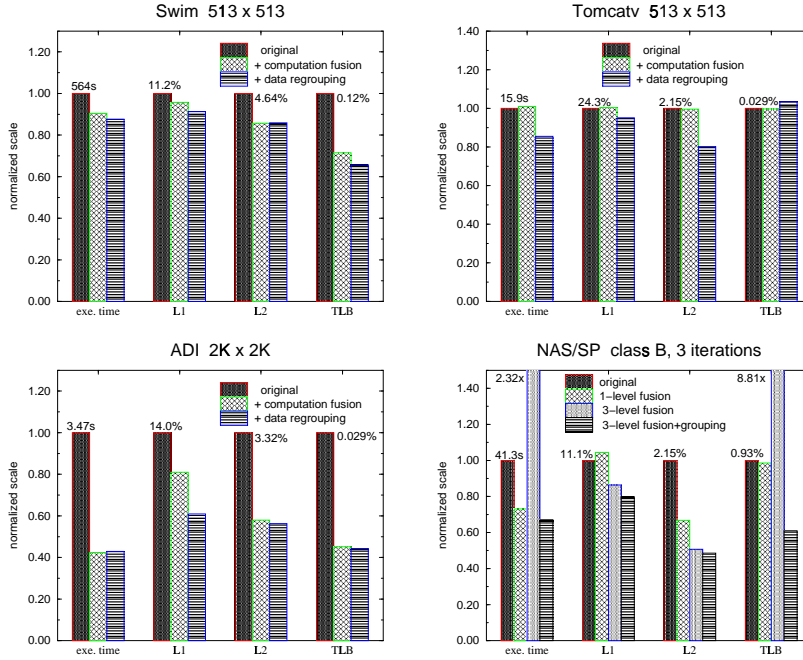 Swim 513 x 513
1.20
1.00
0.80
0.60
0.40
0.20
0.00
normalized scale
original
+ computation fusion
+ data regrouping
564s
11.2%
4.64%
0.12%
exe. time
L1
L2
TLB
Tomcatv 513 x 513
1.40
1.20
1.00
0.80
0.60
0.40
0.20
0.00
normalized scale
original
+ computation fusion
+ data regrouping
15.9s
24.3%
2.15%
0.029%
exe. time
L1
L2
TLB
ADI 2K x 2K
1.20
1.00
0.80
0.60
0.40
0.20
0.00
normalized scale
original
+ computation fusion
+ data regrouping
3.47s
14.0%
3.32%
0.029%
exe. time
L1
L2
TLB
NAS/SP class B, 3 iterations
1.40
1.20
1.00
0.80
0.60
0.40
0.20
0.00
normalized scale
original
1-level fusion
3-level fusion
3-level fusion+grouping
2.32x
8.81x
41.3s
11.1%
2.15%
0.93%
exe. time
L1
L2
TLB